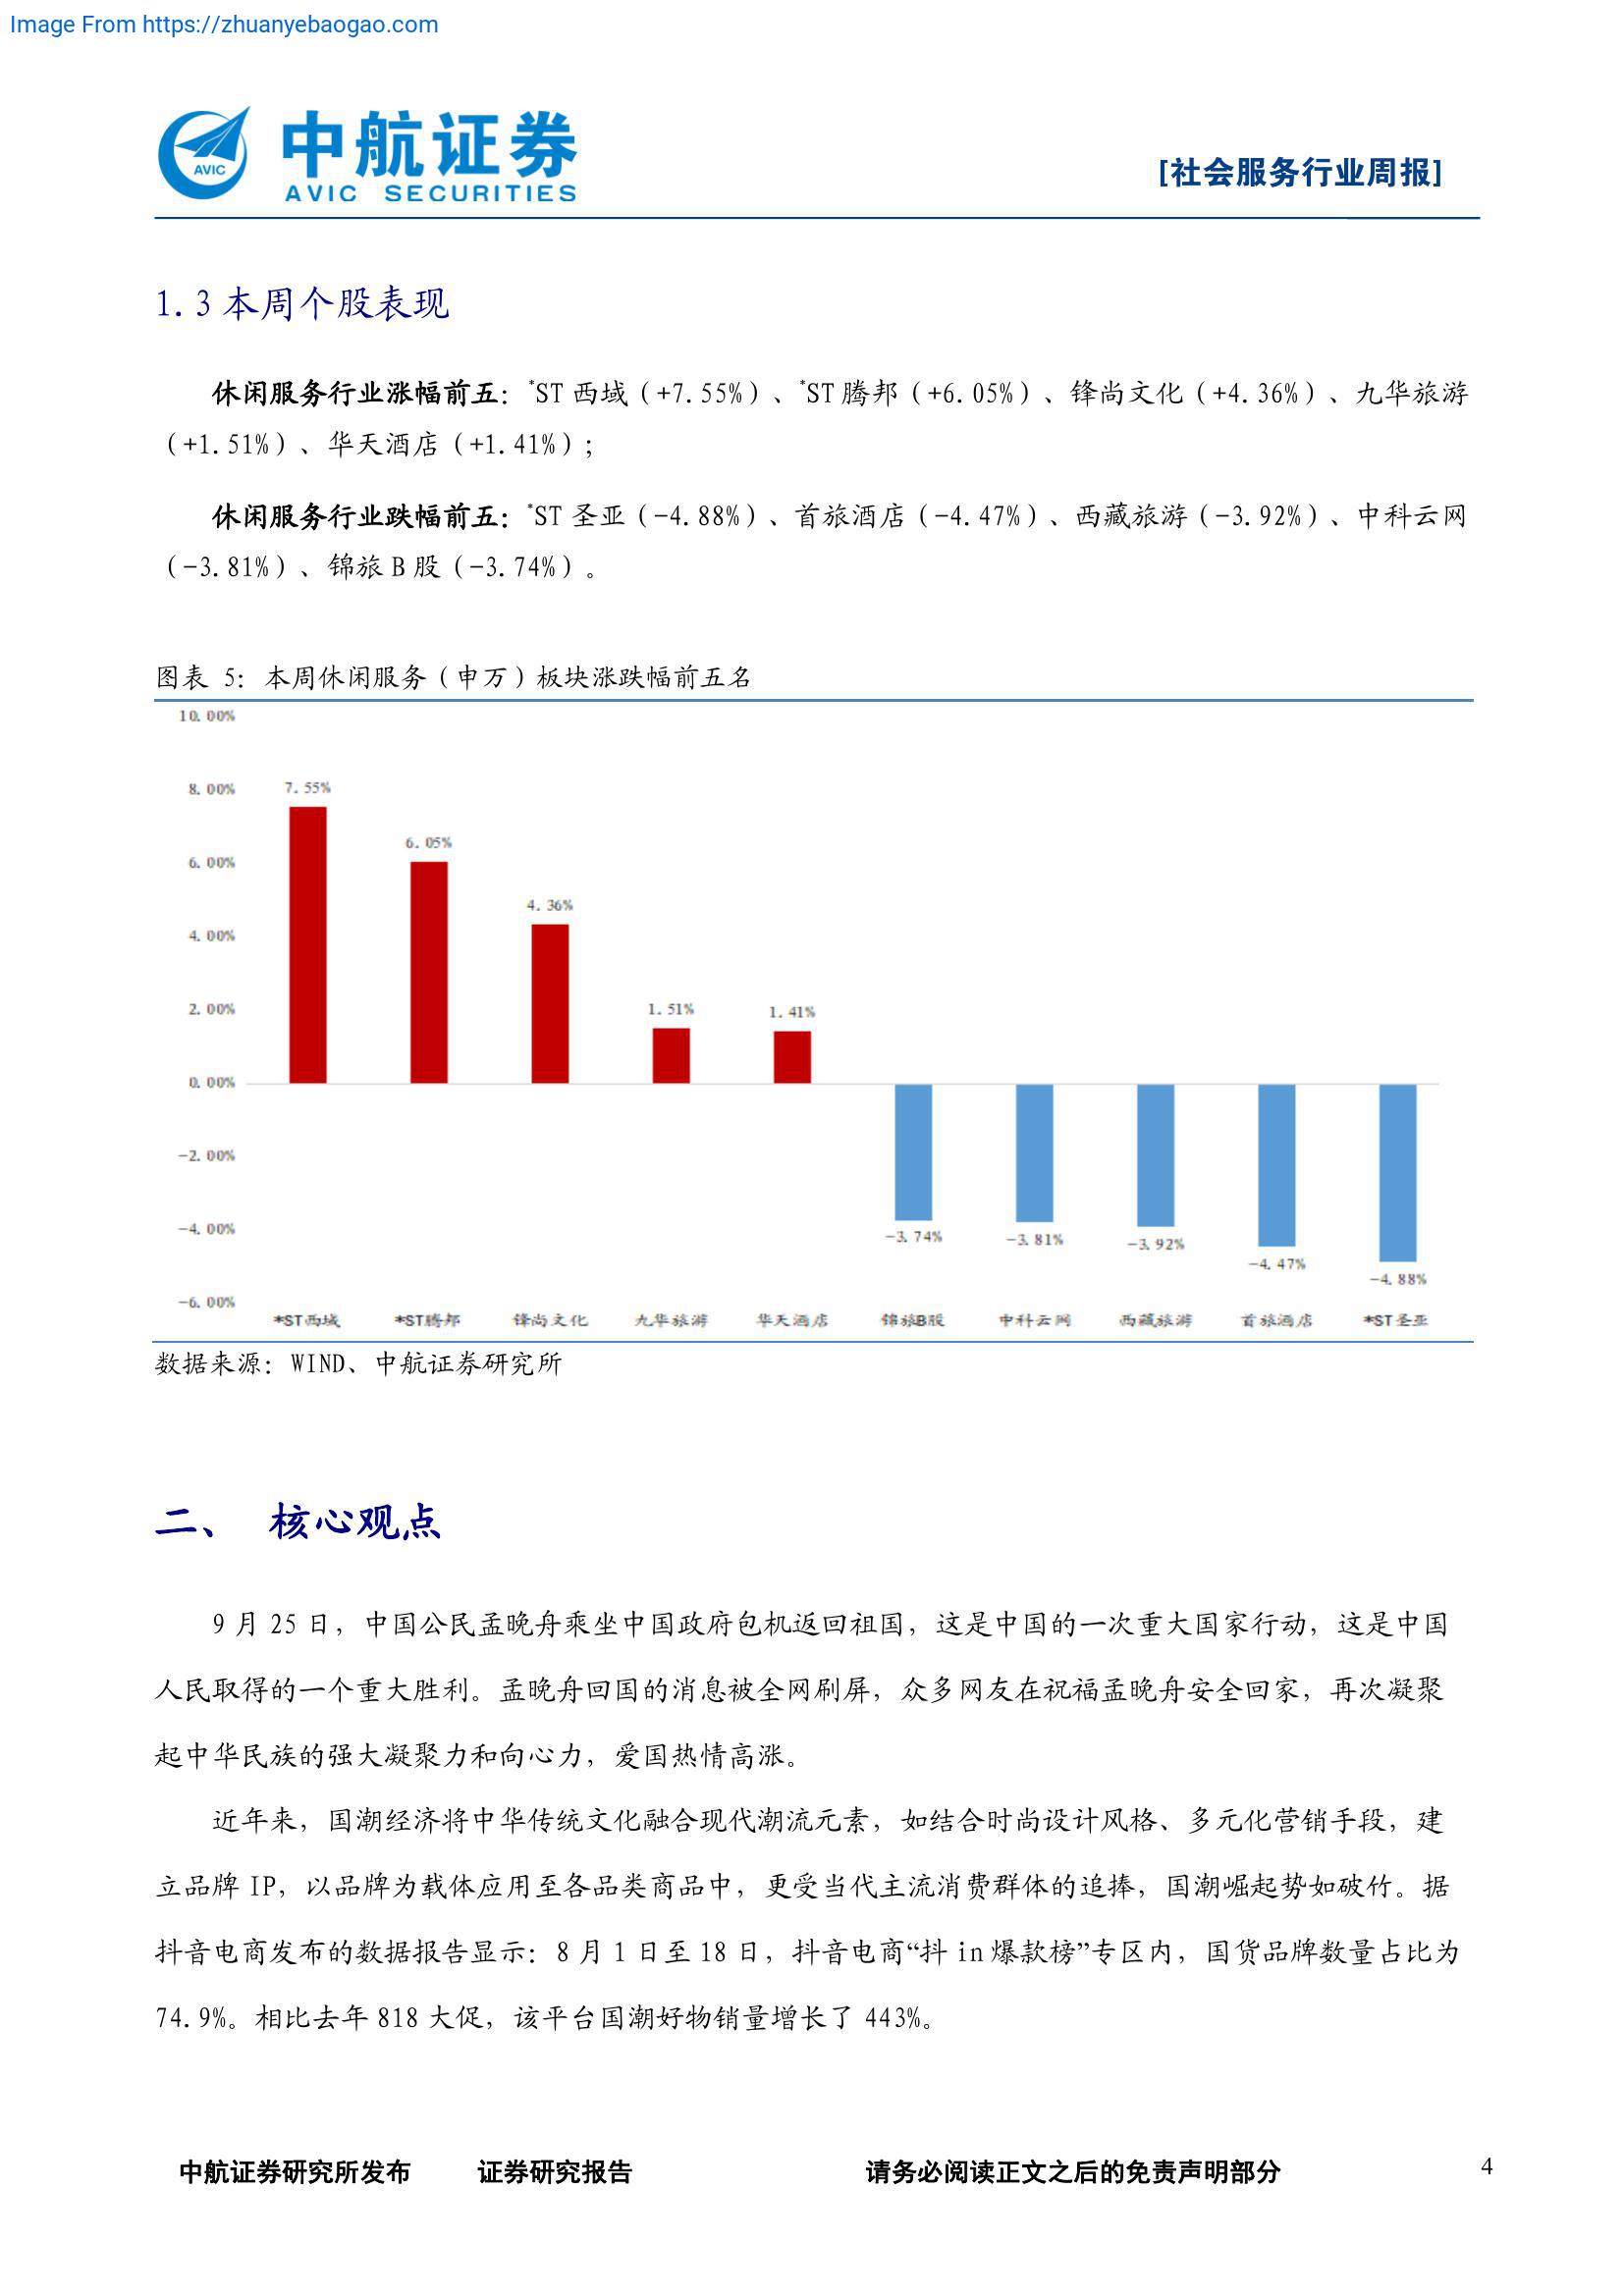 Image From https://zhuanyebaogao.com
AVIC
中航证券
AVIC SECURITIES
[社会服务行业周报]
1.3本周个股表现
休闲服务行业涨幅前五：*ST 西域（+7.55%）、*ST 腾邦（+6.05%）、锋尚文化（+4.36%）、九华旅游
（+1.51%）、华天酒店（+1.41%）；
休闲服务行业跌幅前五：*ST 圣亚（-4.88%）、首旅酒店（-4.47%）、西藏旅游（-3.92%）、中科云网
（-3.81%）、锦旅 B 股（-3.74%）。
图表 5：本周休闲服务（申万）板块涨跌幅前五名
10.00%
8.00%
6.00%
4.00%
2.00%
0.00%
-2.00%
-4.00%
-6.00%
7.55%
6.05%
4.36%
1.51%
1.41%
-3.74%
-3.81%
-3.92%
-4.47%
-4.88%
*ST西域
*ST腾邦
锋尚文化
九华旅游
华天酒店
锦旅B股
中科云网
西藏旅游
首旅酒店
*ST圣亚
数据来源：WIND、中航证券研究所
二、 核心观点
9 月 25 日，中国公民孟晚舟乘坐中国政府包机返回祖国，这是中国的一次重大国家行动，这是中国
人民取得的一个重大胜利。孟晚舟回国的消息被全网刷屏，众多网友在祝福孟晚舟安全回家，再次凝聚
起中华民族的强大凝聚力和向心力，爱国热情高涨。
近年来，国潮经济将中华传统文化融合现代潮流元素，如结合时尚设计风格、多元化营销手段，建
立品牌 IP，以品牌为载体应用至各品类商品中，更受当代主流消费群体的追捧，国潮崛起势如破竹。据
抖音电商发布的数据报告显示：8 月 1 日至 18 日，抖音电商“抖 in 爆款榜”专区内，国货品牌数量占比为
74.9%。相比去年 818 大促，该平台国潮好物销量增长了 443%。
中航证券研究所发布 证券研究报告 请务必阅读正文之后的免责声明部分 4